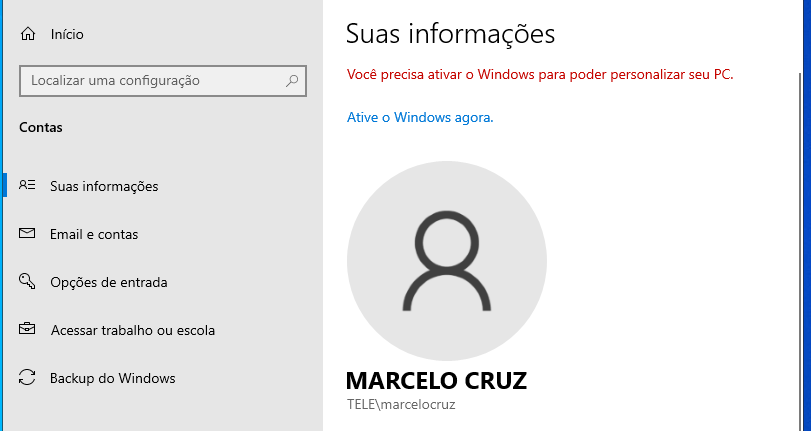 Início
Localizar uma configuração
Contas
Suas informações
Email e contas
Opções de entrada
Acessar trabalho ou escola
Backup do Windows
Suas informações
Você precisa ativar o Windows para poder personalizar seu PC.
Ative o Windows agora.
MARCELO CRUZ
TELE\marcelocruz